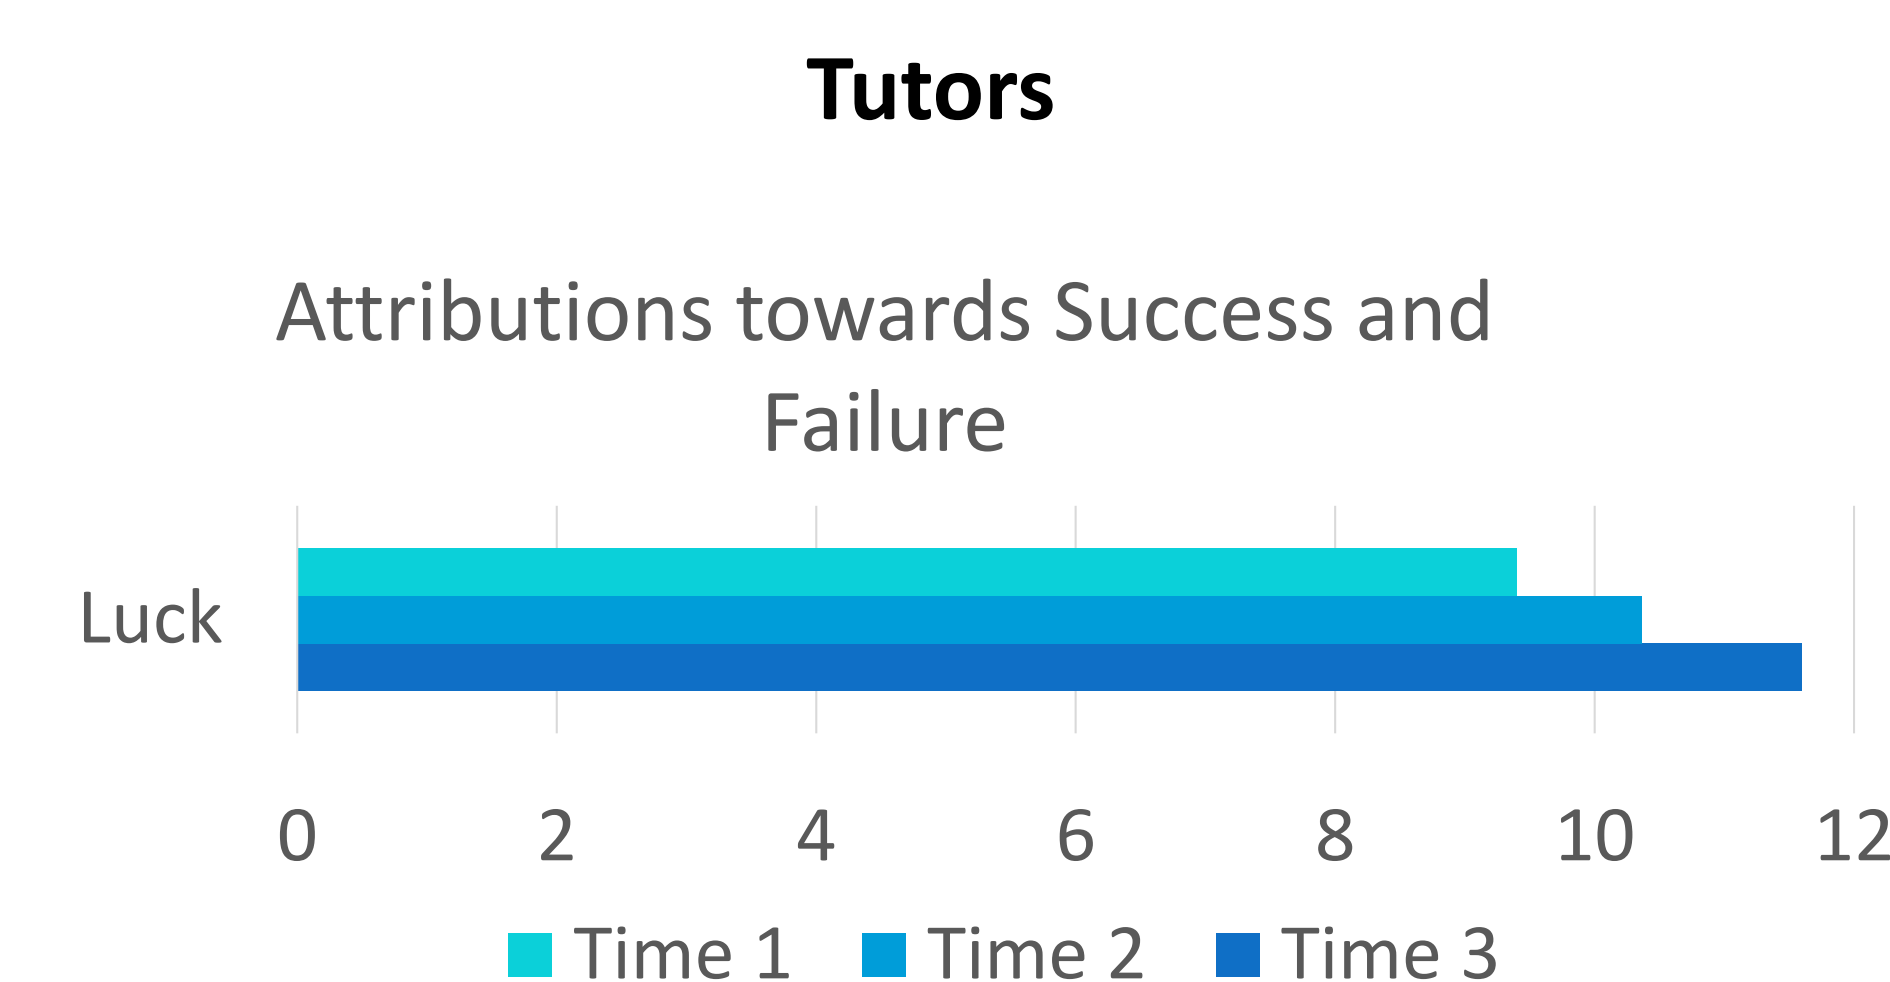 Tutors
Attributions towards Success and
Failure
Luck
0 2 4 6 8 10 12
Time 1 Time 2 Time 3